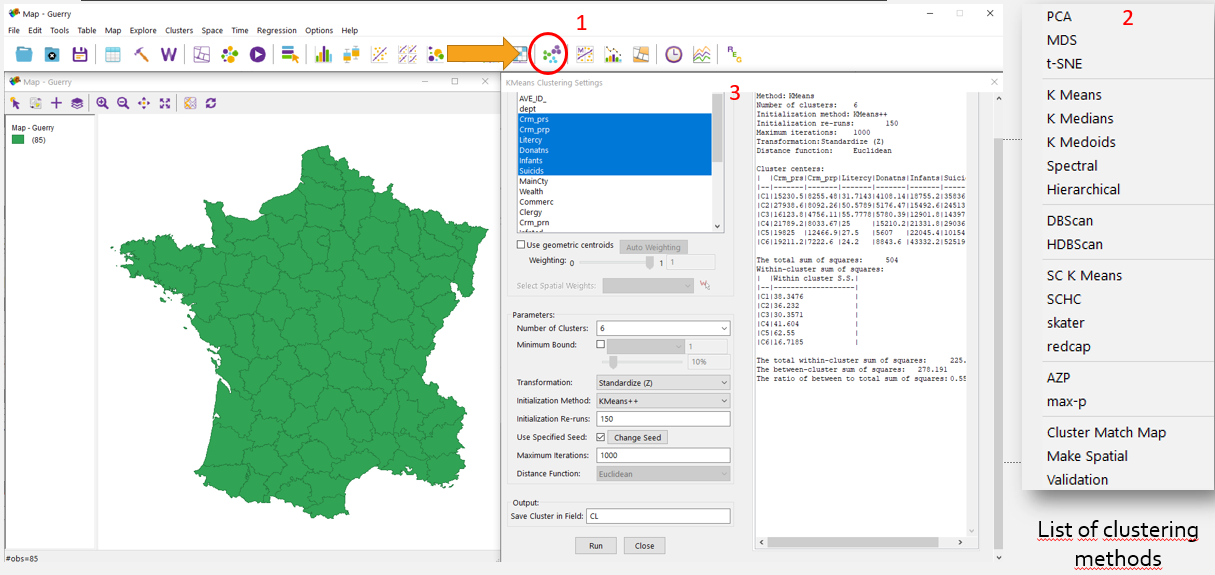 Map - Guerry
1
File Edit Tools Table Map Explore Clusters Space Time Regression Options Help
W
Map - Guerry
Map - Guerry
(85)
#obs=85
KMeans Clustering Settings
3
AVE_ID_
dept
Crm_prs
Crm_prp
Litercy
Donatns
Infants
Suicids
MainCty
Wealth
Commerc
Clergy
Crm_prn
Use geometric centroids
Auto Weighting
Weighting: 0 1 1
Select Spatial Weights:
Parameters:
Number of Clusters: 6
Minimum Bound: 1
10%
Transformation: Standardize (Z)
Initialization Method: KMeans++
Initialization Re-runs: 150
Use Specified Seed: Change Seed
Maximum Iterations: 1000
Distance Function: Euclidean
Output:
Save Cluster in Field: CL
Run Close
Method: KMeans
Number of clusters: 6
Initialization method: KMeans++
Initialization re-runs: 150
Maximum iterations: 1000
Transformation: Standardize (Z)
Distance function: Euclidean
Cluster centers:
| |Crm_prs|Crm_prp|Litercy|Donatns|Infants|Suici
|--|-------|-------|-------|-------|-------|-----
|C1|15230.5|8255.48|31.7143|4108.14|18755.2|35836
|C2|27938.6|8092.26|50.5789|5176.47|15492.6|24513
|C3|16123.8|4756.11|55.7778|5780.39|12901.8|14397
|C4|21789.2|8033.67|25 |15210.2|21331.8|29036
|C5|19825 |12466.9|27.5 |5607 |22045.4|10154
|C6|19211.2|7222.6 |24.2 |8843.6 |43332.2|52519
The total sum of squares: 504
Within-cluster sum of squares:
| |Within cluster S.S.|
|--|-------------------|
|C1|38.3476 |
|C2|36.232 |
|C3|30.3571 |
|C4|41.604 |
|C5|62.55 |
|C6|16.7185 |
The total within-cluster sum of squares: 225.
The between-cluster sum of squares: 278.191
The ratio of between to total sum of squares: 0.55
2
PCA
MDS
t-SNE
K Means
K Medians
K Medoids
Spectral
Hierarchical
DBScan
HDBScan
SC K Means
SCHC
skater
redcap
AZP
max-p
Cluster Match Map
Make Spatial
Validation
List of clustering
methods